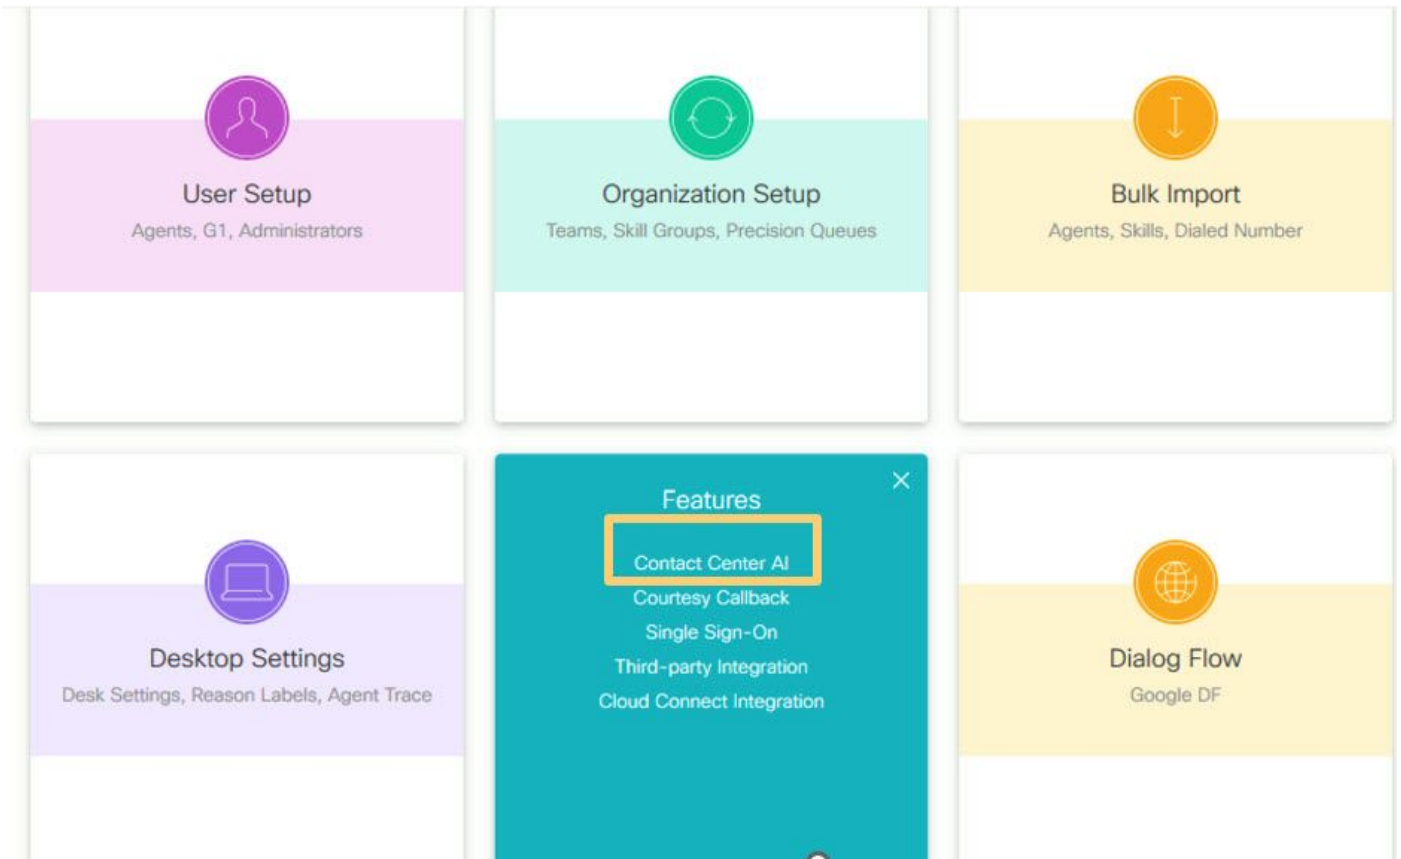 User Setup
Agents, G1, Administrators
Organization Setup
Teams, Skill Groups, Precision Queues
Bulk Import
Agents, Skills, Dialed Number
Desktop Settings
Desk Settings, Reason Labels, Agent Trace
Features
Contact Center AI
Courtesy Callback
Single Sign-On
Third-party Integration
Cloud Connect Integration
Dialog Flow
Google DF